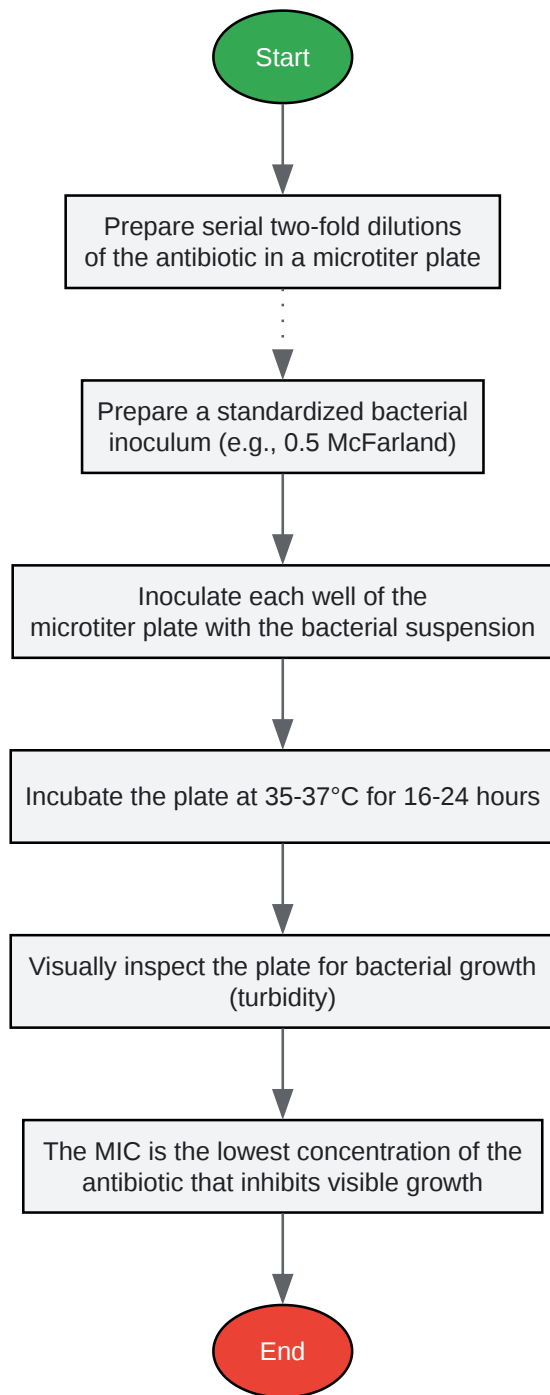 Start
Prepare serial two-fold dilutions
of the antibiotic in a microtiter plate
Prepare a standardized bacterial
inoculum (e.g., 0.5 McFarland)
Inoculate each well of the
microtiter plate with the bacterial suspension
Incubate the plate at 35-37°C for 16-24 hours
Visually inspect the plate for bacterial growth
(turbidity)
The MIC is the lowest concentration of the
antibiotic that inhibits visible growth
End